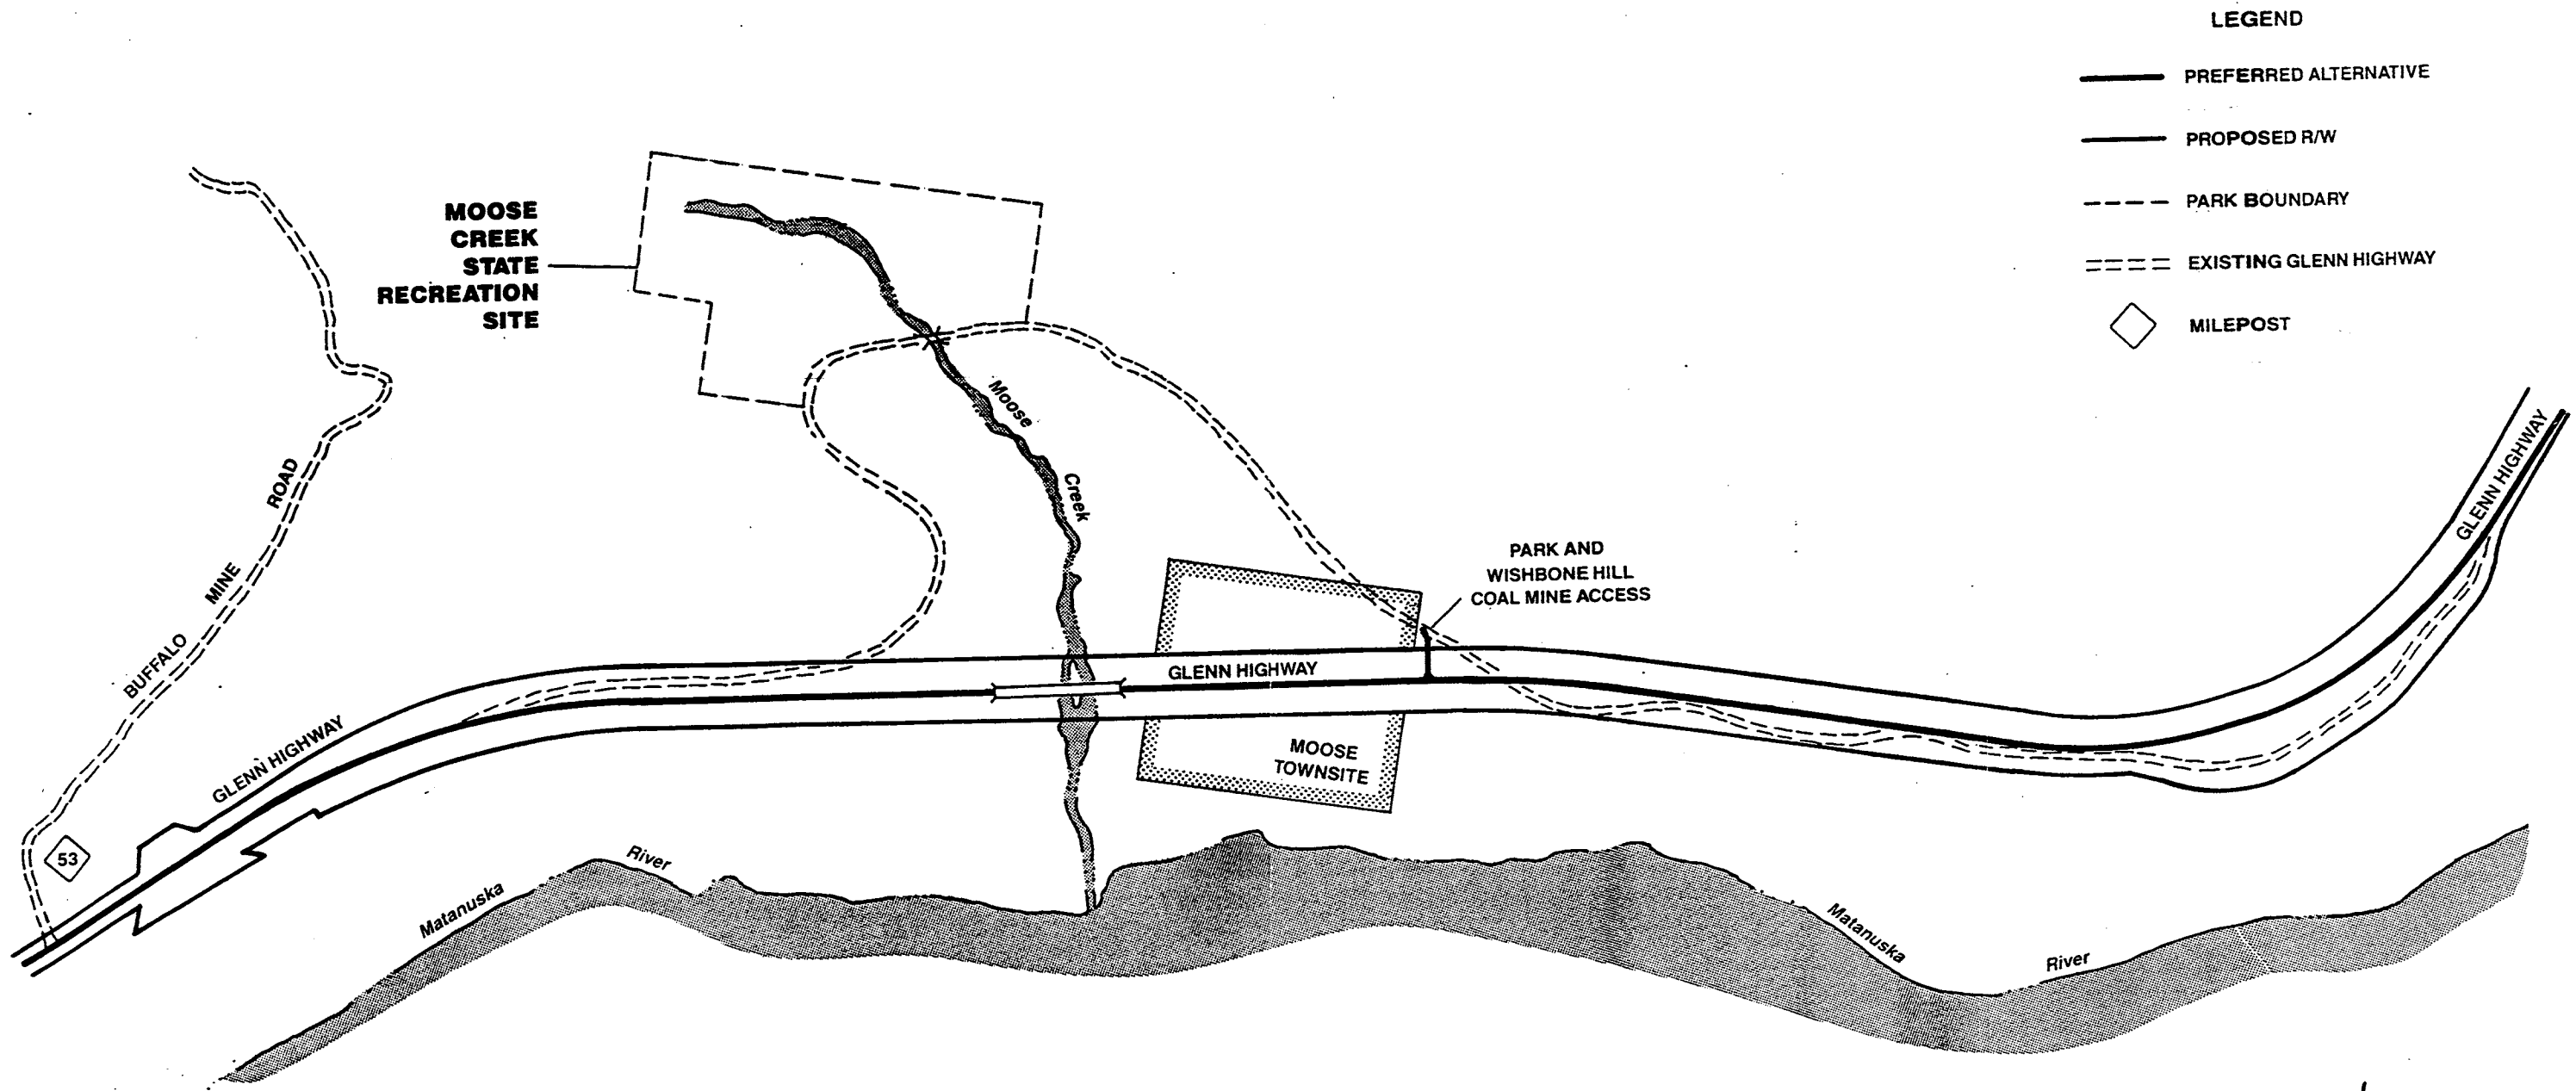 LEGEND
PREFERRED ALTERNATIVE
PROPOSED R/W
PARK BOUNDARY
EXISTING GLENN HIGHWAY
MILEPOST
MOOSE
CREEK
STATE
RECREATION
SITE
Moose
Creek
BUFFALO
MINE
ROAD
53
GLENN HIGHWAY
GLENN HIGHWAY
PARK AND
WISHBONE HILL
COAL MINE ACCESS
GLENN HIGHWAY
MOOSE
TOWNSITE
Matanuska
River
Matanuska
River